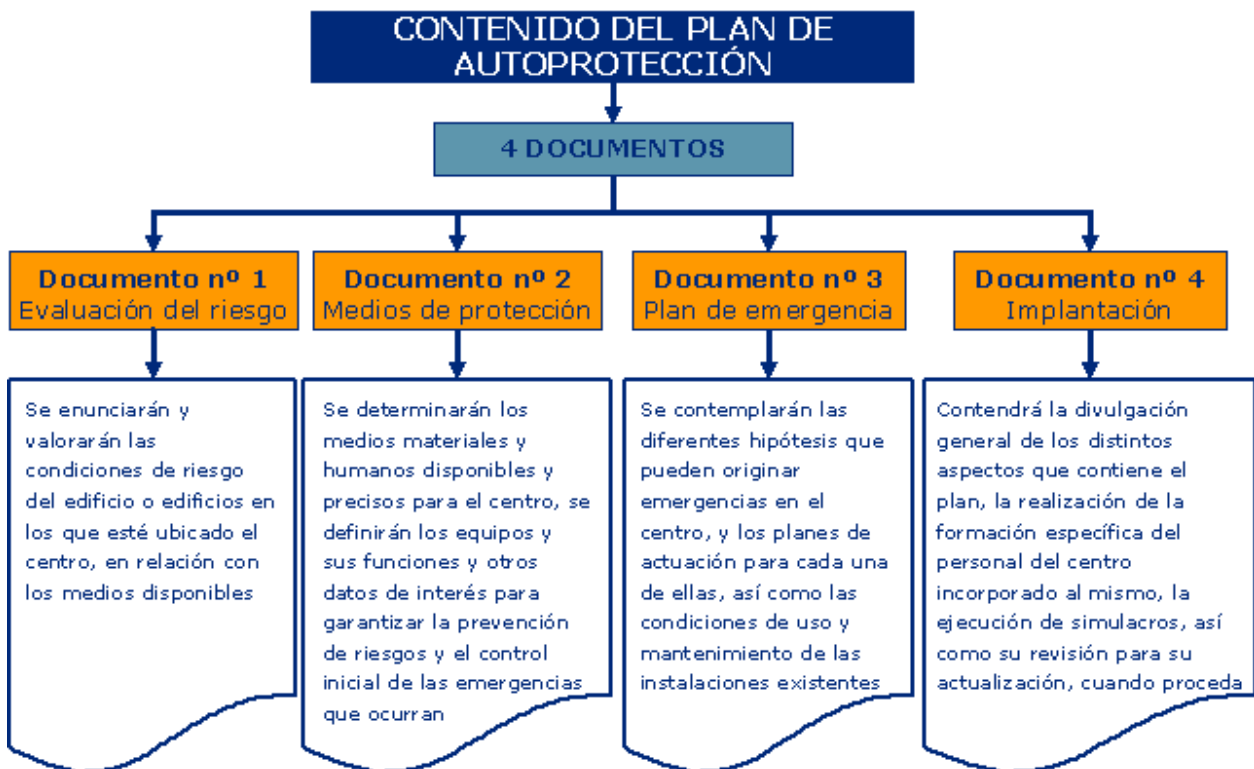 CONTENIDO DEL PLAN DE
AUTOPROTECCIÓN
4 DOCUMENTOS
Documento nº 1
Evaluación del riesgo
Documento nº 2
Medios de protección
Documento nº 3
Plan de emergencia
Documento nº 4
Implantación
Se enunciarán y
valorarán las
condiciones de riesgo
del edificio o edificios en
los que esté ubicado el
centro, en relación con
los medios disponibles
Se determinarán los
medios materiales y
humanos disponibles y
precisos para el centro, se
definirán los equipos y
sus funciones y otros
datos de interés para
garantizar la prevención
de riesgos y el control
inicial de las emergencias
que ocurran
Se contemplarán las
diferentes hipótesis que
pueden originar
emergencias en el
centro, y los planes de
actuación para cada una
de ellas, así como las
condiciones de uso y
mantenimiento de las
instalaciones existentes
Contendrá la divulgación
general de los distintos
aspectos que contiene el
plan, la realización de la
formación específica del
personal del centro
incorporado al mismo, la
ejecución de simulacros, así
como su revisión para su
actualización, cuando proceda